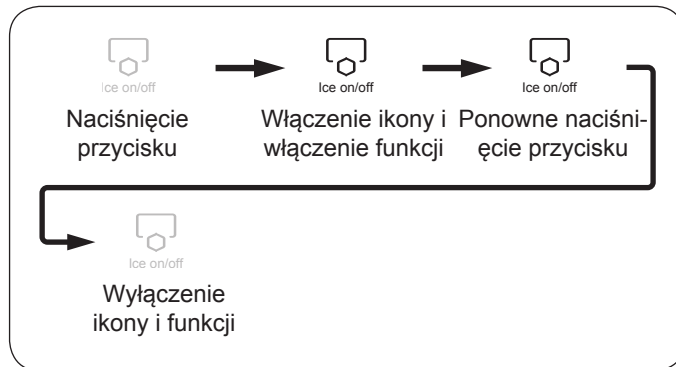 Ice on/off
Ice on/off
Ice on/off
Naciśnięcie
przycisku
Włączenie ikony i
włączenie funkcji
Ponowne naciśni-
ęcie przycisku
Ice on/off
Wyłączenie
ikony i funkcji